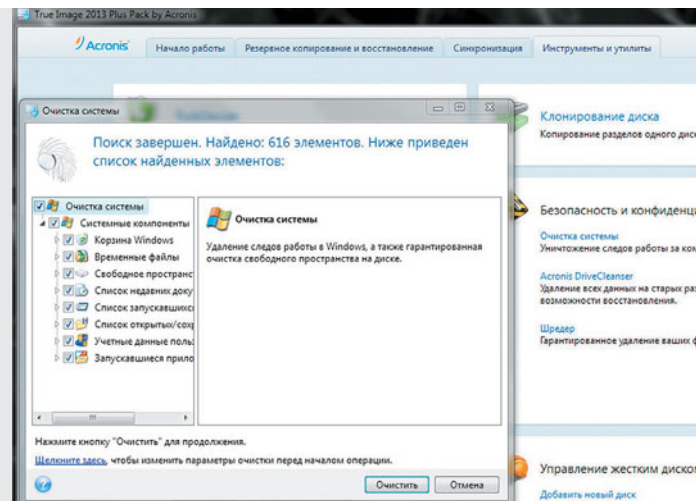 True Image 2013 Plus Pack by Acronis
Acronis
Начало работы
Резервное копирование и восстановление
Синхронизация
Инструменты и утилиты
Очистка системы
Поиск завершен. Найдено: 616 элементов. Ниже приведен
список найденных элементов:
Очистка системы
Системные компоненты
Корзина Windows
Временные файлы
Свободное пространс
Список недавних доку
Список запускавшихс
Список открытых/сохр
Учетные данные поль
Запускавшиеся прило
Очистка системы
Удаление следов работы в Windows, а также гарантированная
очистка свободного пространства на диске.
Нажмите кнопку "Очистить" для продолжения.
Щелкните здесь, чтобы изменить параметры очистки перед началом операции.
Очистить
Отмена
Клонирование диска
Копирование разделов одного дис
Безопасность и конфиденци
Очистка системы
Уничтожение следов работы за ком
Acronis DriveCleanser
Удаление всех данных на старых раз
возможности восстановления.
Шредер
Гарантированное удаление ваших ф
Управление жестким диском
Добавить новый диск